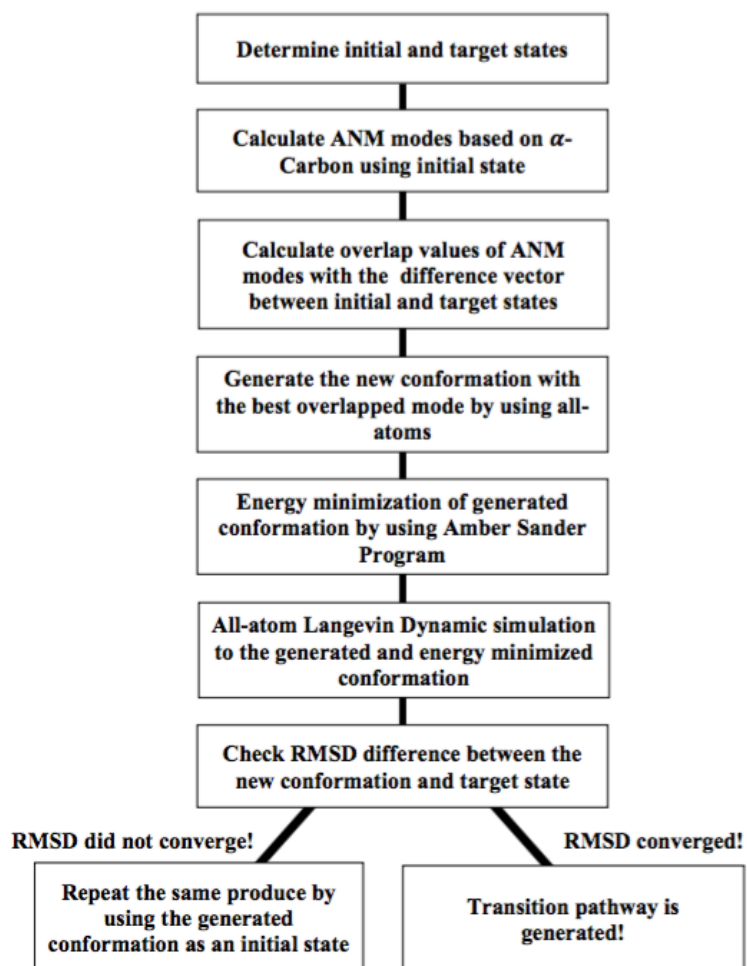 Determine initial and target states
Calculate ANM modes based on α-
Carbon using initial state
Calculate overlap values of ANM
modes with the difference vector
between initial and target states
Generate the new conformation with
the best overlapped mode by using all-
atoms
Energy minimization of generated
conformation by using Amber Sander
Program
All-atom Langevin Dynamic simulation
to the generated and energy minimized
conformation
Check RMSD difference between the
new conformation and target state
RMSD did not converge!
RMSD converged!
Repeat the same produce by
using the generated
conformation as an initial state
Transition pathway is
generated!